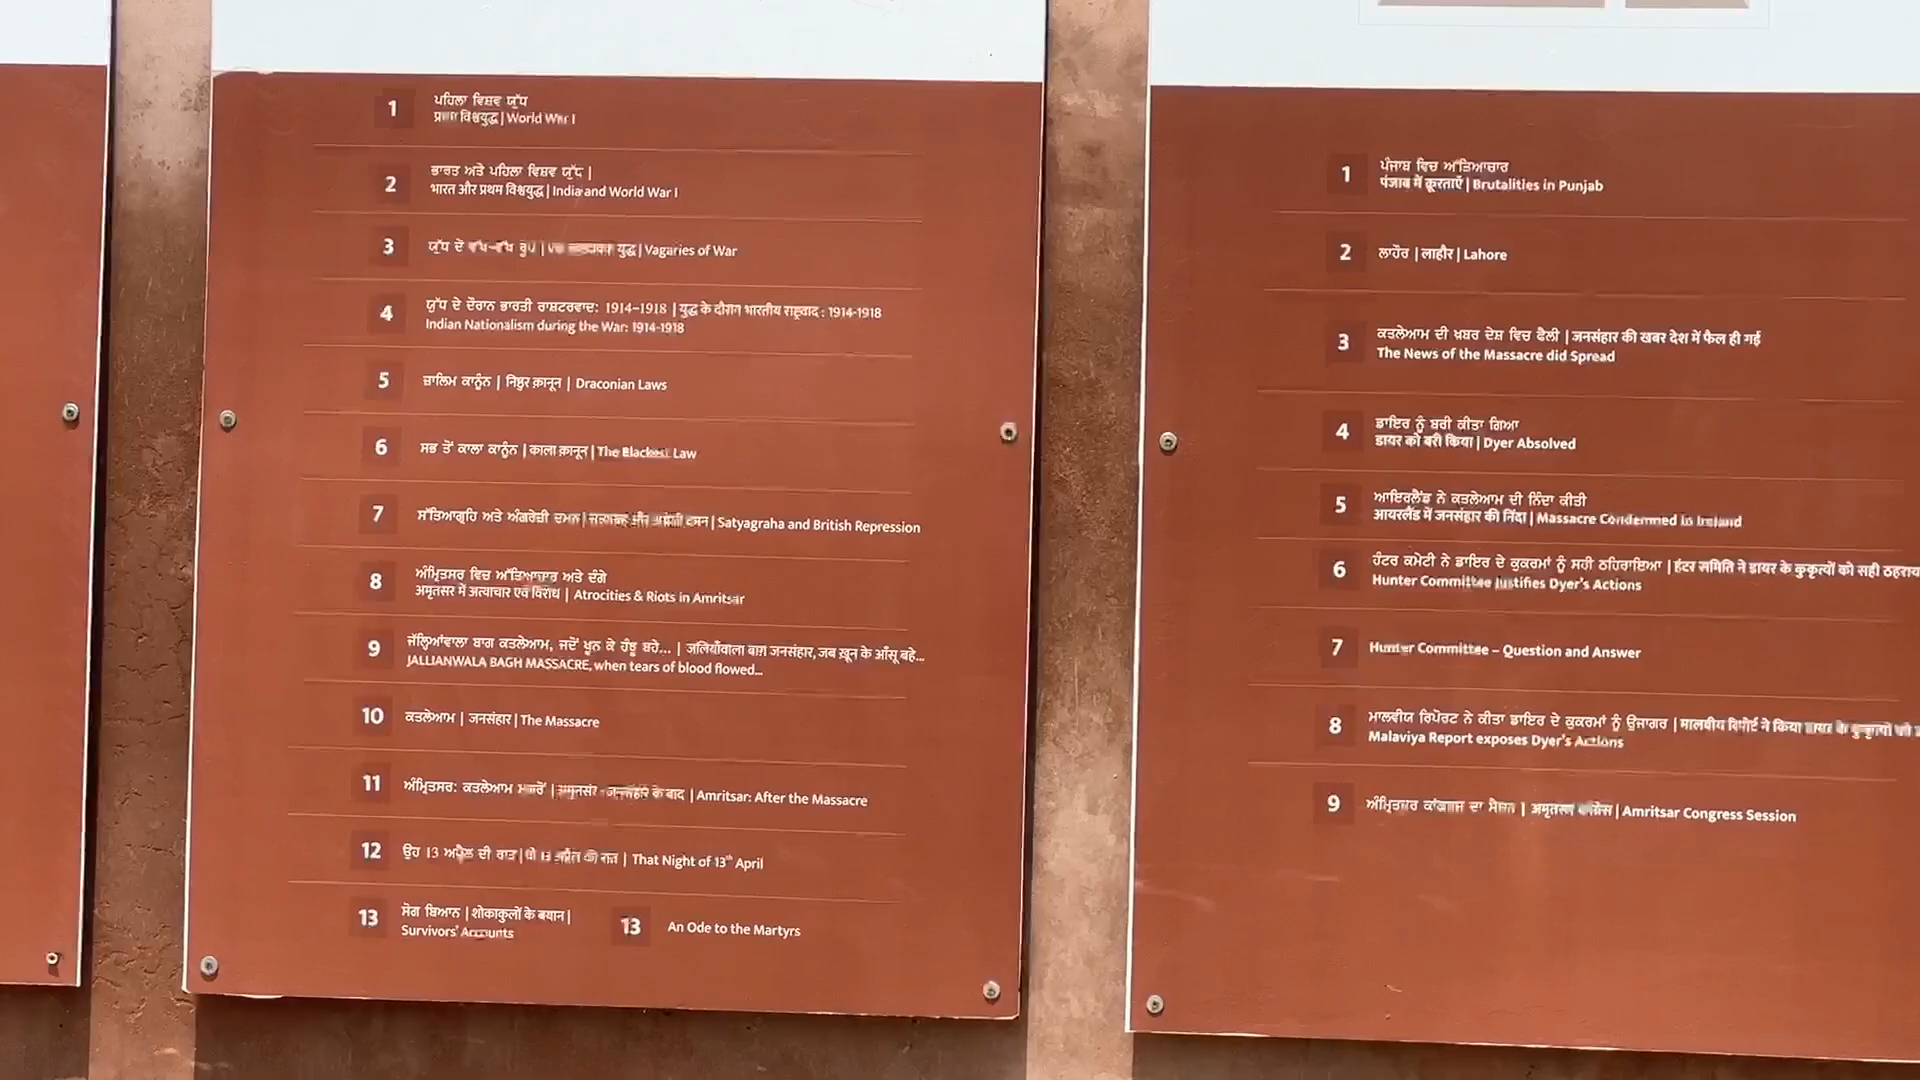 1
ਪਹਿਲਾ ਵਿਸ਼ਵ ਯੁੱਧ
प्रथम विश्वयुद्ध | World War I
2
ਭਾਰਤ ਅਤੇ ਪਹਿਲਾ ਵਿਸ਼ਵ ਯੁੱਧ |
भारत और प्रथम विश्वयुद्ध | India and World War I
3
ਯੁੱਧ ਦੇ ਵੱਖ-ਵੱਖ ਰੂਪ | युद्ध | Vagaries of War
4
ਯੁੱਧ ਦੇ ਦੌਰਾਨ ਭਾਰਤੀ ਰਾਸ਼ਟਰਵਾਦ: 1914-1918 | युद्ध के दौरान भारतीय राष्ट्रवाद : 1914-1918
Indian Nationalism during the War: 1914-1918
5
ਜ਼ਾਲਿਮ ਕਾਨੂੰਨ | निष्ठुर क़ानून | Draconian Laws
6
ਸਭ ਤੋਂ ਕਾਲਾ ਕਾਨੂੰਨ | काला क़ानून | The Blackest Law
7
ਸੱਤਿਆਗ੍ਰਹਿ ਅਤੇ ਅੰਗਰੇਜ਼ੀ ਦਮਨ | दमन | Satyagraha and British Repression
8
ਅੰਮ੍ਰਿਤਸਰ ਵਿਚ ਅੱਤਿਆਚਾਰ ਅਤੇ ਦੰਗੇ
अमृतसर में अत्याचार एवं विरोध | Atrocities & Riots in Amritsar
9
ਜੱਲ੍ਹਿਆਂਵਾਲਾ ਬਾਗ ਕਤਲੇਆਮ, ਜਦੋਂ ਖ਼ੂਨ ਕੇ ਹੰਝੂ ਬਹੇ... | जलियाँवाला बाग़ जनसंहार, जब ख़ून के आँसू बहे...
JALLIANWALA BAGH MASSACRE, when tears of blood flowed...
10
ਕਤਲੇਆਮ | जनसंहार | The Massacre
11
ਅੰਮ੍ਰਿਤਸਰ: ਕਤਲੇਆਮ | जनसंहार के बाद | Amritsar: After the Massacre
12
ਉਹ 13 ਅਪ੍ਰੈਲ ਦੀ ਰਾਤ | 13 | That Night of 13th April
13
ਸੋਗ ਬਿਆਨ | शोकाकुलों के बयान |
Survivors' Accounts
13
An Ode to the Martyrs
1
ਪੰਜਾਬ ਵਿਚ ਅੱਤਿਆਚਾਰ
पंजाब में क्रूरताएँ | Brutalities in Punjab
2
ਲਾਹੌਰ | लाहौर | Lahore
3
ਕਤਲੇਆਮ ਦੀ ਖ਼ਬਰ ਦੇਸ਼ ਵਿਚ ਫੈਲੀ | जनसंहार की खबर देश में फैल ही गई
The News of the Massacre did Spread
4
ਡਾਇਰ ਨੂੰ ਬਰੀ ਕੀਤਾ ਗਿਆ
डायर को बरी किया | Dyer Absolved
5
ਆਇਰਲੈਂਡ ਨੇ ਕਤਲੇਆਮ ਦੀ ਨਿੰਦਾ ਕੀਤੀ
आयरलैंड में जनसंहार की निंदा | Massacre Condemned in Ireland
6
ਹੰਟਰ ਕਮੇਟੀ ਨੇ ਡਾਇਰ ਦੇ ਕੁਕਰਮਾਂ ਨੂੰ ਸਹੀ ਠਹਿਰਾਇਆ | हंटर समिति ने डायर के कुकृत्यों को सही ठहराय
Hunter Committee Justifies Dyer's Actions
7
Hunter Committee – Question and Answer
8
ਮਾਲਵੀਯ ਰਿਪੋਰਟ ਨੇ ਕੀਤਾ ਡਾਇਰ ਦੇ ਕੁਕਰਮਾਂ ਨੂੰ ਉਜਾਗਰ | मालवीय रिपोर्ट ने किया डायर के कुकृत्यों को
Malaviya Report exposes Dyer's Actions
9
ਅੰਮ੍ਰਿਤਸਰ ਕਾਂਗਰਸ ਦਾ ਸੈਸ਼ਨ | अमृतसर कांग्रेस | Amritsar Congress Session